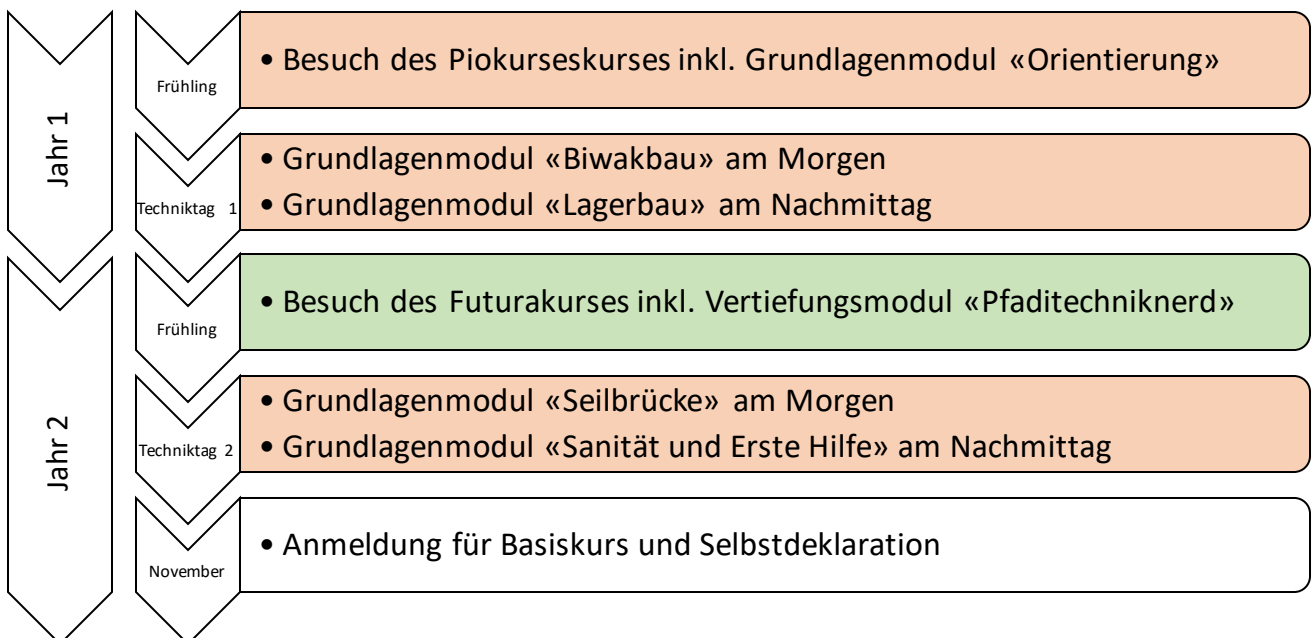 Jahr 1
Frühling
• Besuch des Piokurseskurses inkl. Grundlagenmodul «Orientierung»
Techniktag 1
• Grundlagenmodul «Biwakbau» am Morgen
• Grundlagenmodul «Lagerbau» am Nachmittag
Jahr 2
Frühling
• Besuch des Futurakurses inkl. Vertiefungsmodul «Pfaditechniknerd»
Techniktag 2
• Grundlagenmodul «Seilbrücke» am Morgen
• Grundlagenmodul «Sanität und Erste Hilfe» am Nachmittag
November
• Anmeldung für Basiskurs und Selbstdeklaration